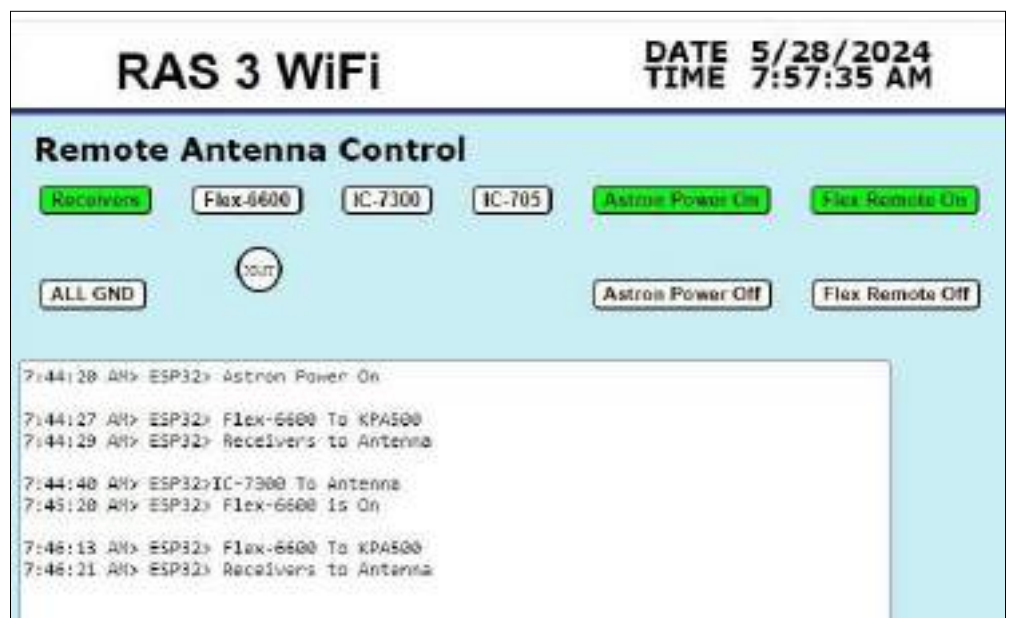 RAS 3 WiFi
DATE 5/28/2024
TIME 7:57:35 AM
Remote Antenna Control
Receivers Flex-6600 IC-7300 IC-705 Astron Power On Flex Remote On
ALL GND Astron Power Off Flex Remote Off
7:44:20 AM> ESP32> Astron Power On
7:44:27 AM> ESP32> Flex-6600 To KPA500
7:44:29 AM> ESP32> Receivers to Antenna
7:44:40 AM> ESP32>IC-7300 To Antenna
7:45:20 AM> ESP32> Flex-6600 is On
7:46:13 AM> ESP32> Flex-6600 To KPA500
7:46:21 AM> ESP32> Receivers to Antenna